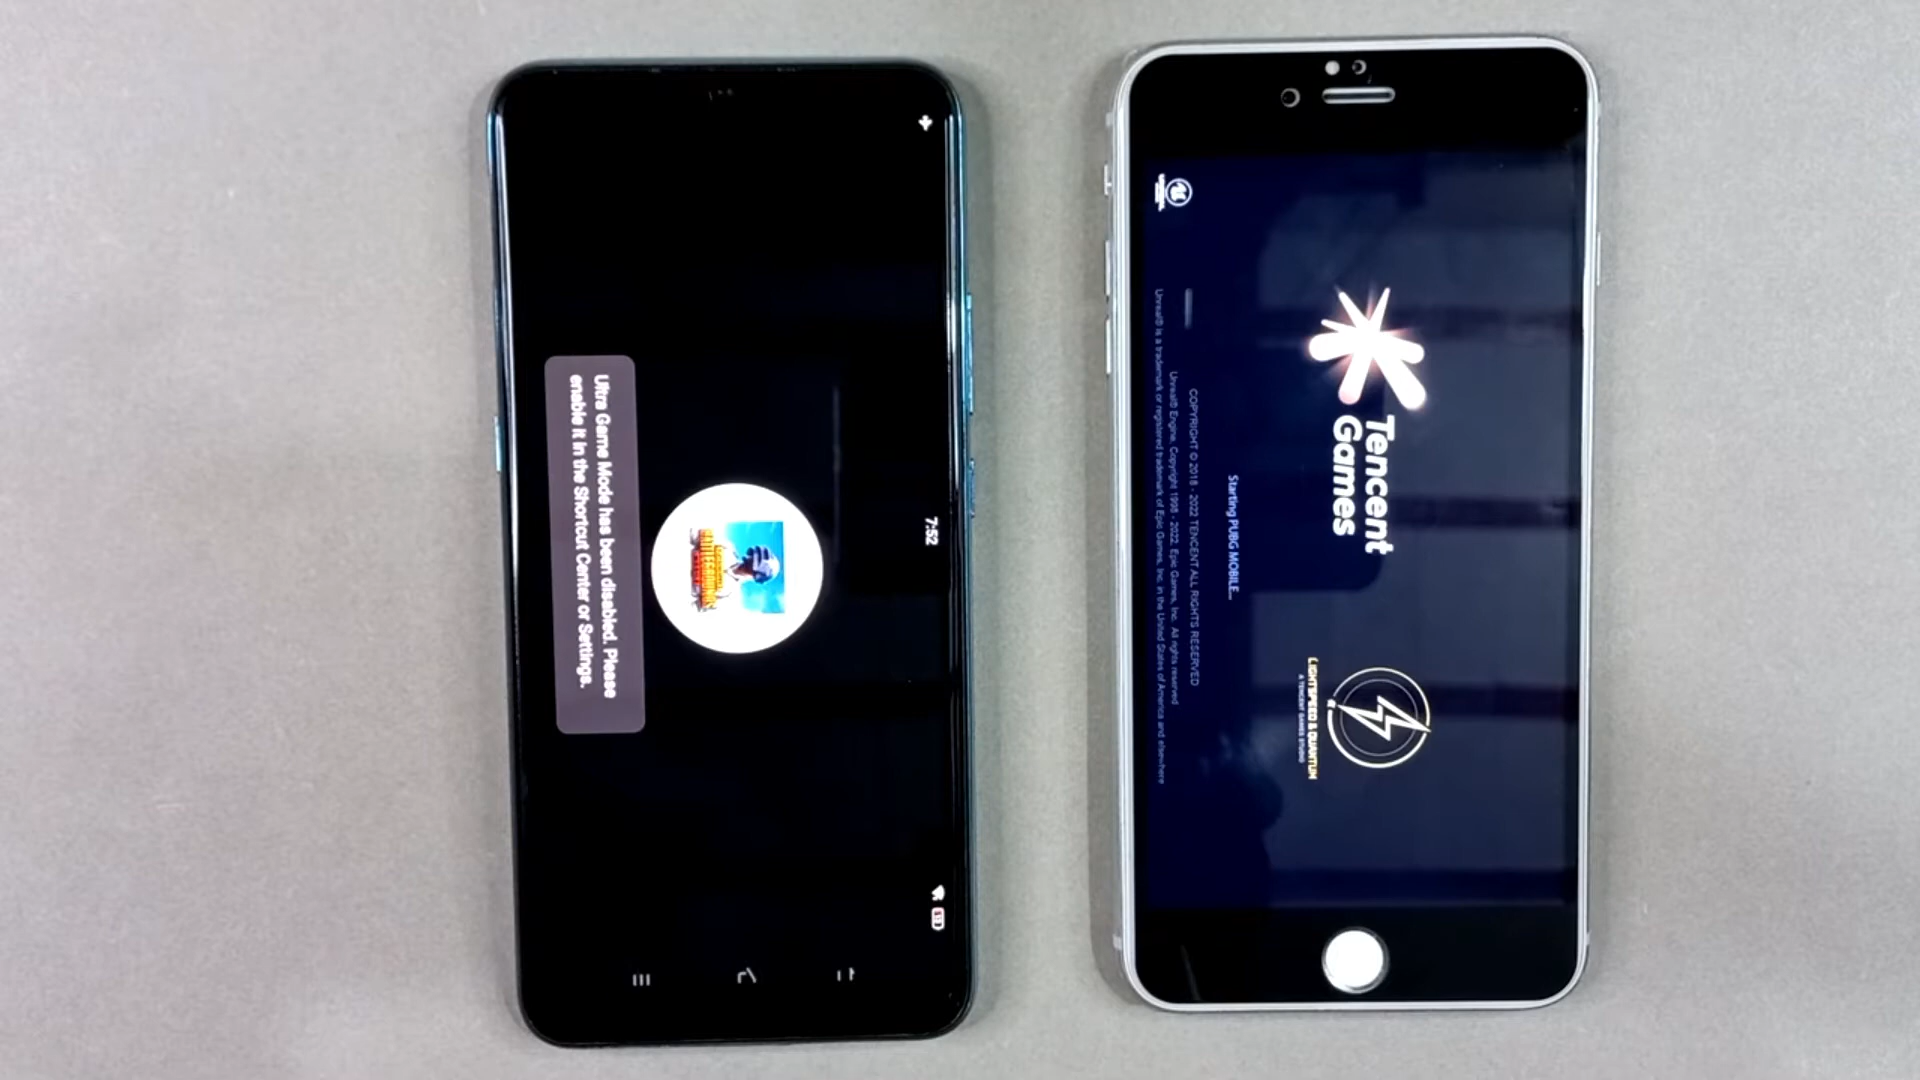 7:52
Ultra Game Mode has been disabled. Please
enable it in the Shortcut Center or Settings.
Tencent
Games
LIGHTSPEED & QUANTUM
A TENCENT GAMES STUDIO
Starting PUBG MOBILE...
COPYRIGHT © 2018 - 2022 TENCENT ALL RIGHTS RESERVED
Unreal® Engine, Copyright 1998 - 2022, Epic Games, Inc. All rights reserved
Unreal® is a trademark or registered trademark of Epic Games, Inc. in the United States of America and elsewhere